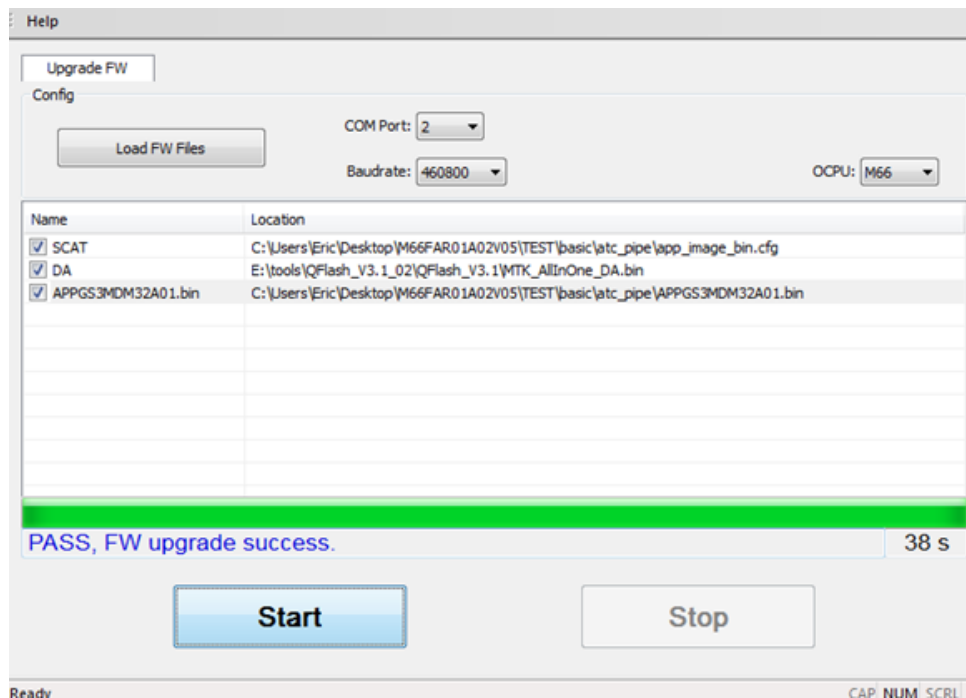 Help
Upgrade FW
Config
Load FW Files
COM Port: 2
Baudrate: 460800
OCPU: M66
Name Location
SCAT C:\Users\Eric\Desktop\M66FAR01A02V05\TEST\basic\atc_pipe\app_image_bin.cfg
DA E:\tools\QFlash_V3.1_02\QFlash_V3.1\MTK_AllInOne_DA.bin
APPGS3MDM32A01.bin C:\Users\Eric\Desktop\M66FAR01A02V05\TEST\basic\atc_pipe\APPGS3MDM32A01.bin
PASS, FW upgrade success. 38 s
Start Stop
Ready CAP NUM SCRL